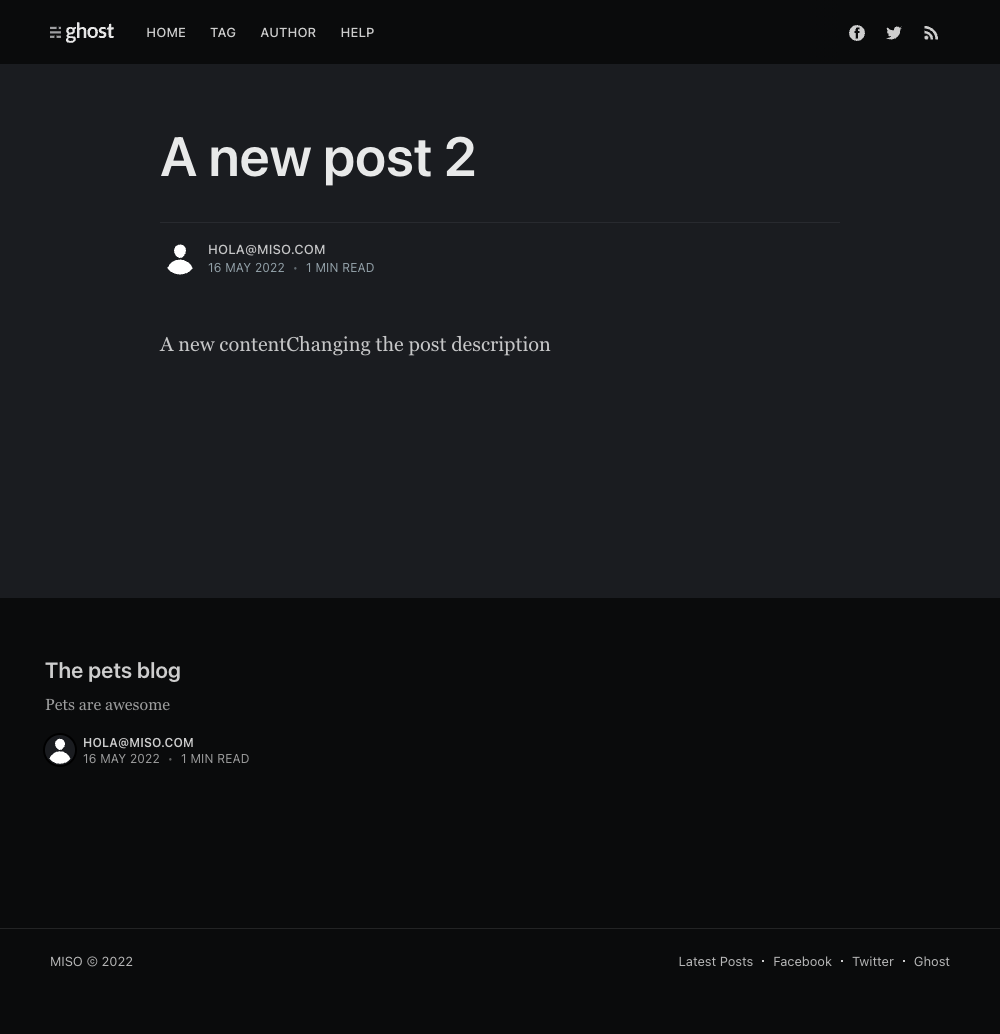 ghost HOME TAG AUTHOR HELP
A new post 2
HOLA@MISO.COM
16 MAY 2022 • 1 MIN READ
A new contentChanging the post description
The pets blog
Pets are awesome
HOLA@MISO.COM
16 MAY 2022 • 1 MIN READ
MISO © 2022 Latest Posts • Facebook • Twitter • Ghost